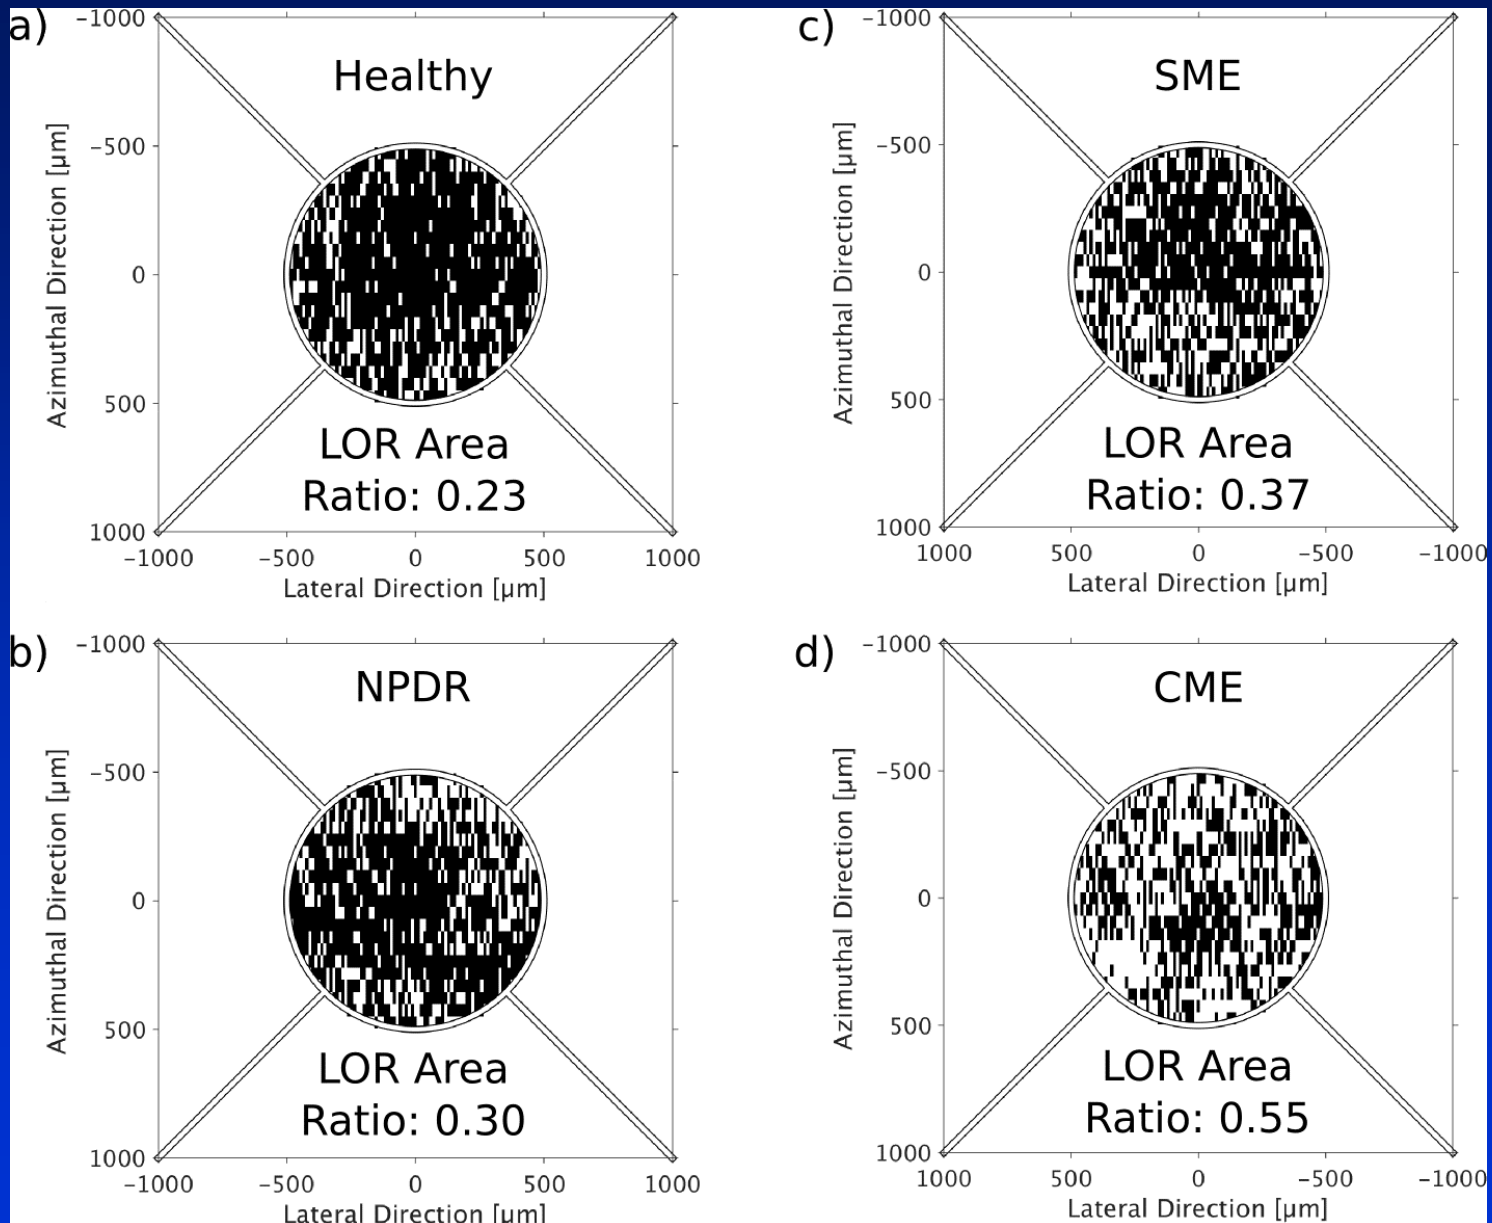 a)
Healthy
−1000
−500
0
500
1000
Azimuthal Direction [µm]
LOR Area
Ratio: 0.23
−1000 −500 0 500 1000
Lateral Direction [µm]
c)
SME
−1000
−500
0
500
1000
Azimuthal Direction [µm]
LOR Area
Ratio: 0.37
1000 500 0 −500 −1000
Lateral Direction [µm]
b)
NPDR
−1000
−500
0
500
1000
Azimuthal Direction [µm]
LOR Area
Ratio: 0.30
−1000 −500 0 500 1000
Lateral Direction [µm]
d)
CME
−1000
−500
0
500
1000
Azimuthal Direction [µm]
LOR Area
Ratio: 0.55
1000 500 0 −500 −1000
Lateral Direction [µm]